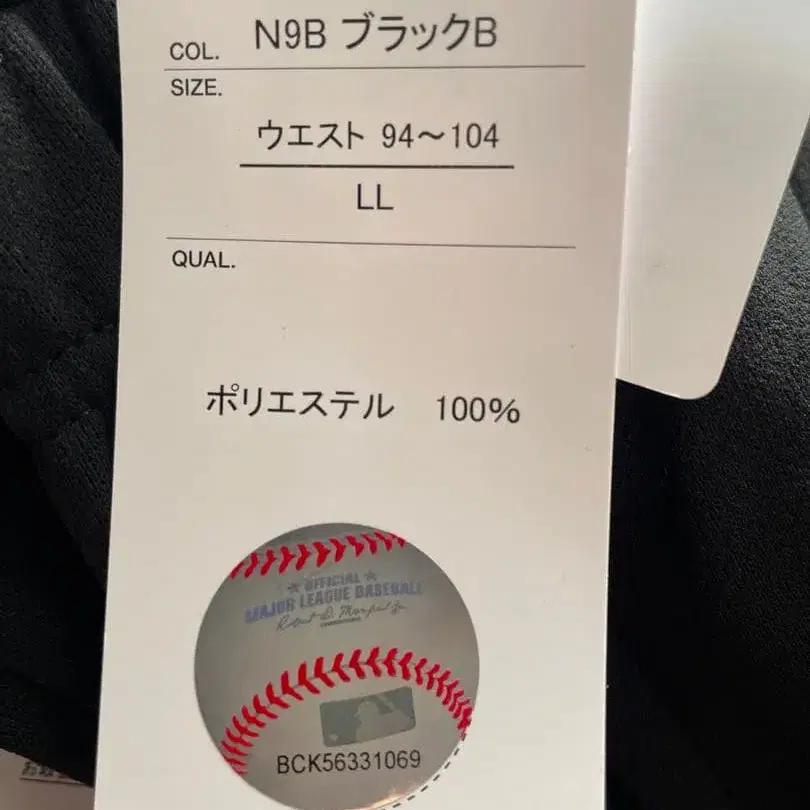 COL. N9B ブラックB
SIZE.
ウエスト 94〜104
LL
QUAL.
ポリエステル 100%
★ OFFICIAL ★
MAJOR LEAGUE BASEBALL
BCK56331069